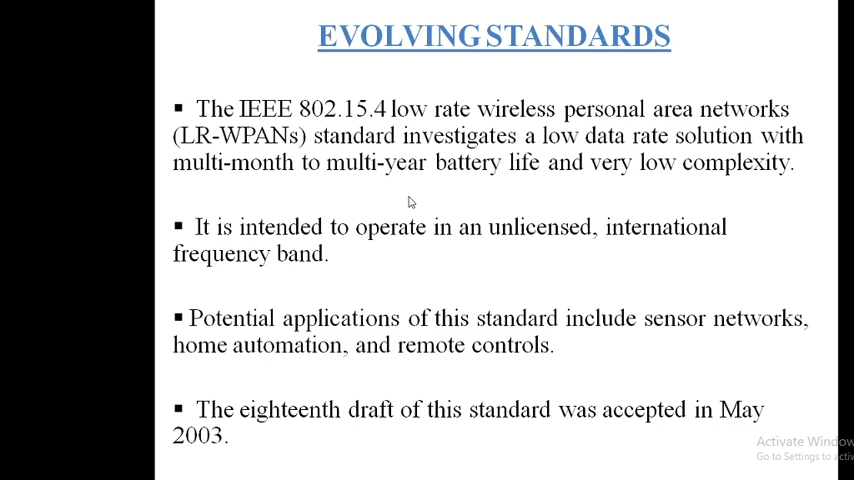 EVOLVING STANDARDS
▪ The IEEE 802.15.4 low rate wireless personal area networks
(LR-WPANs) standard investigates a low data rate solution with
multi-month to multi-year battery life and very low complexity.
▪ It is intended to operate in an unlicensed, international
frequency band.
▪ Potential applications of this standard include sensor networks,
home automation, and remote controls.
▪ The eighteenth draft of this standard was accepted in May
2003.
Activate Window
Go to Settings to activ